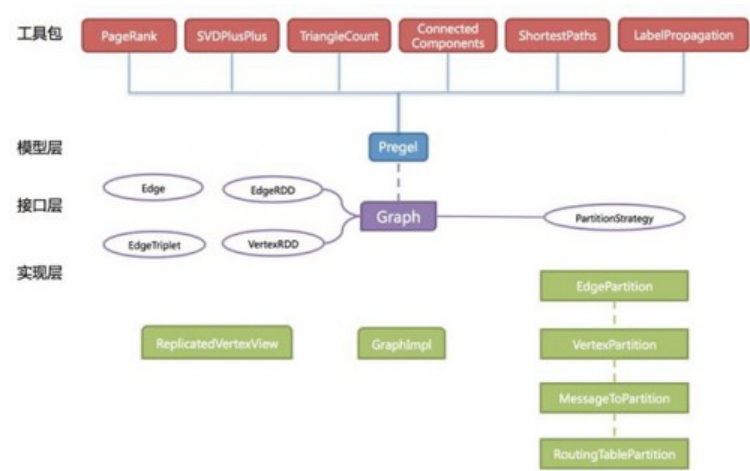 工具包
PageRank
SVDPlusPlus
TriangleCount
Connected
Components
ShortestPaths
LabelPropagation
模型层
Pregel
接口层
Edge
EdgeRDD
Graph
PartitionStrategy
EdgeTriplet
VertexRDD
实现层
EdgePartition
ReplicatedVertexView
GraphImpl
VertexPartition
MessageToPartition
RoutingTablePartition